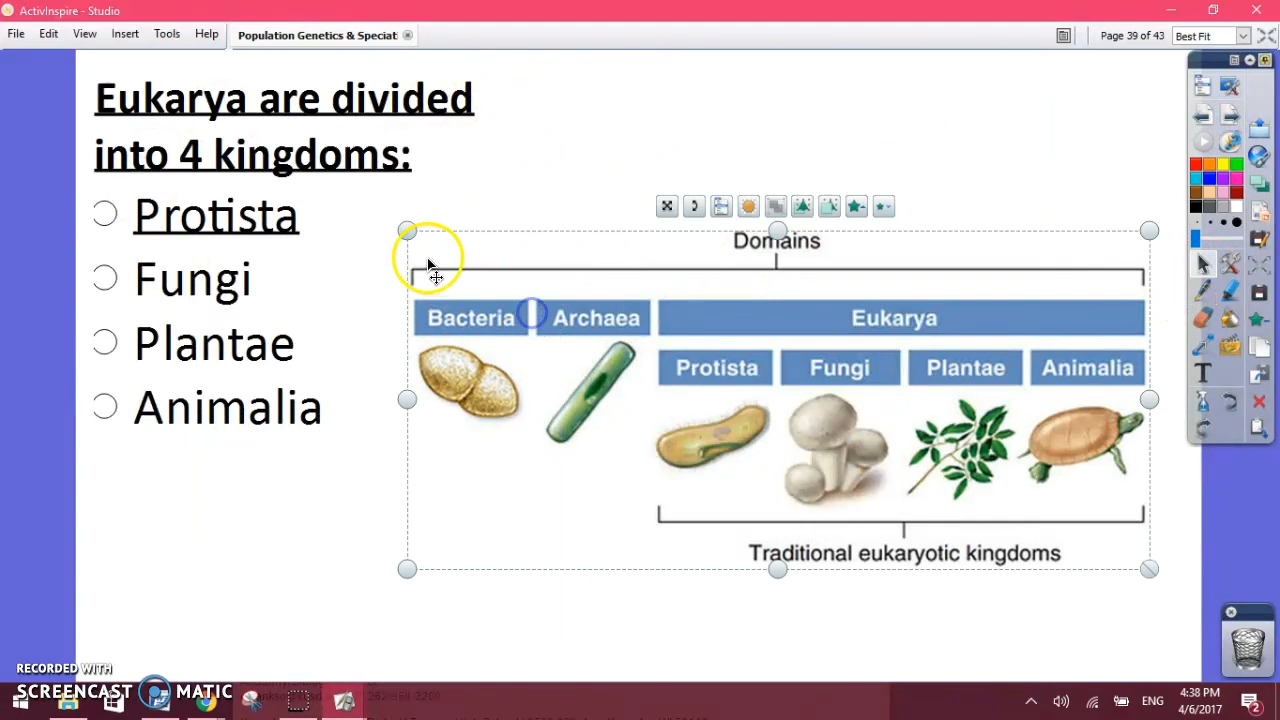 ActivInspire - Studio
File Edit View Insert Tools Help
Population Genetics & Speciat
Page 39 of 43
Best Fit
Eukarya are divided
into 4 kingdoms:
Protista
Fungi
Plantae
Animalia
Domains
Bacteria Archaea Eukarya
Protista Fungi Plantae Animalia
Traditional eukaryotic kingdoms
RECORDED WITH
SCREENCAST MATIC
ENG
4:38 PM
4/6/2017
2